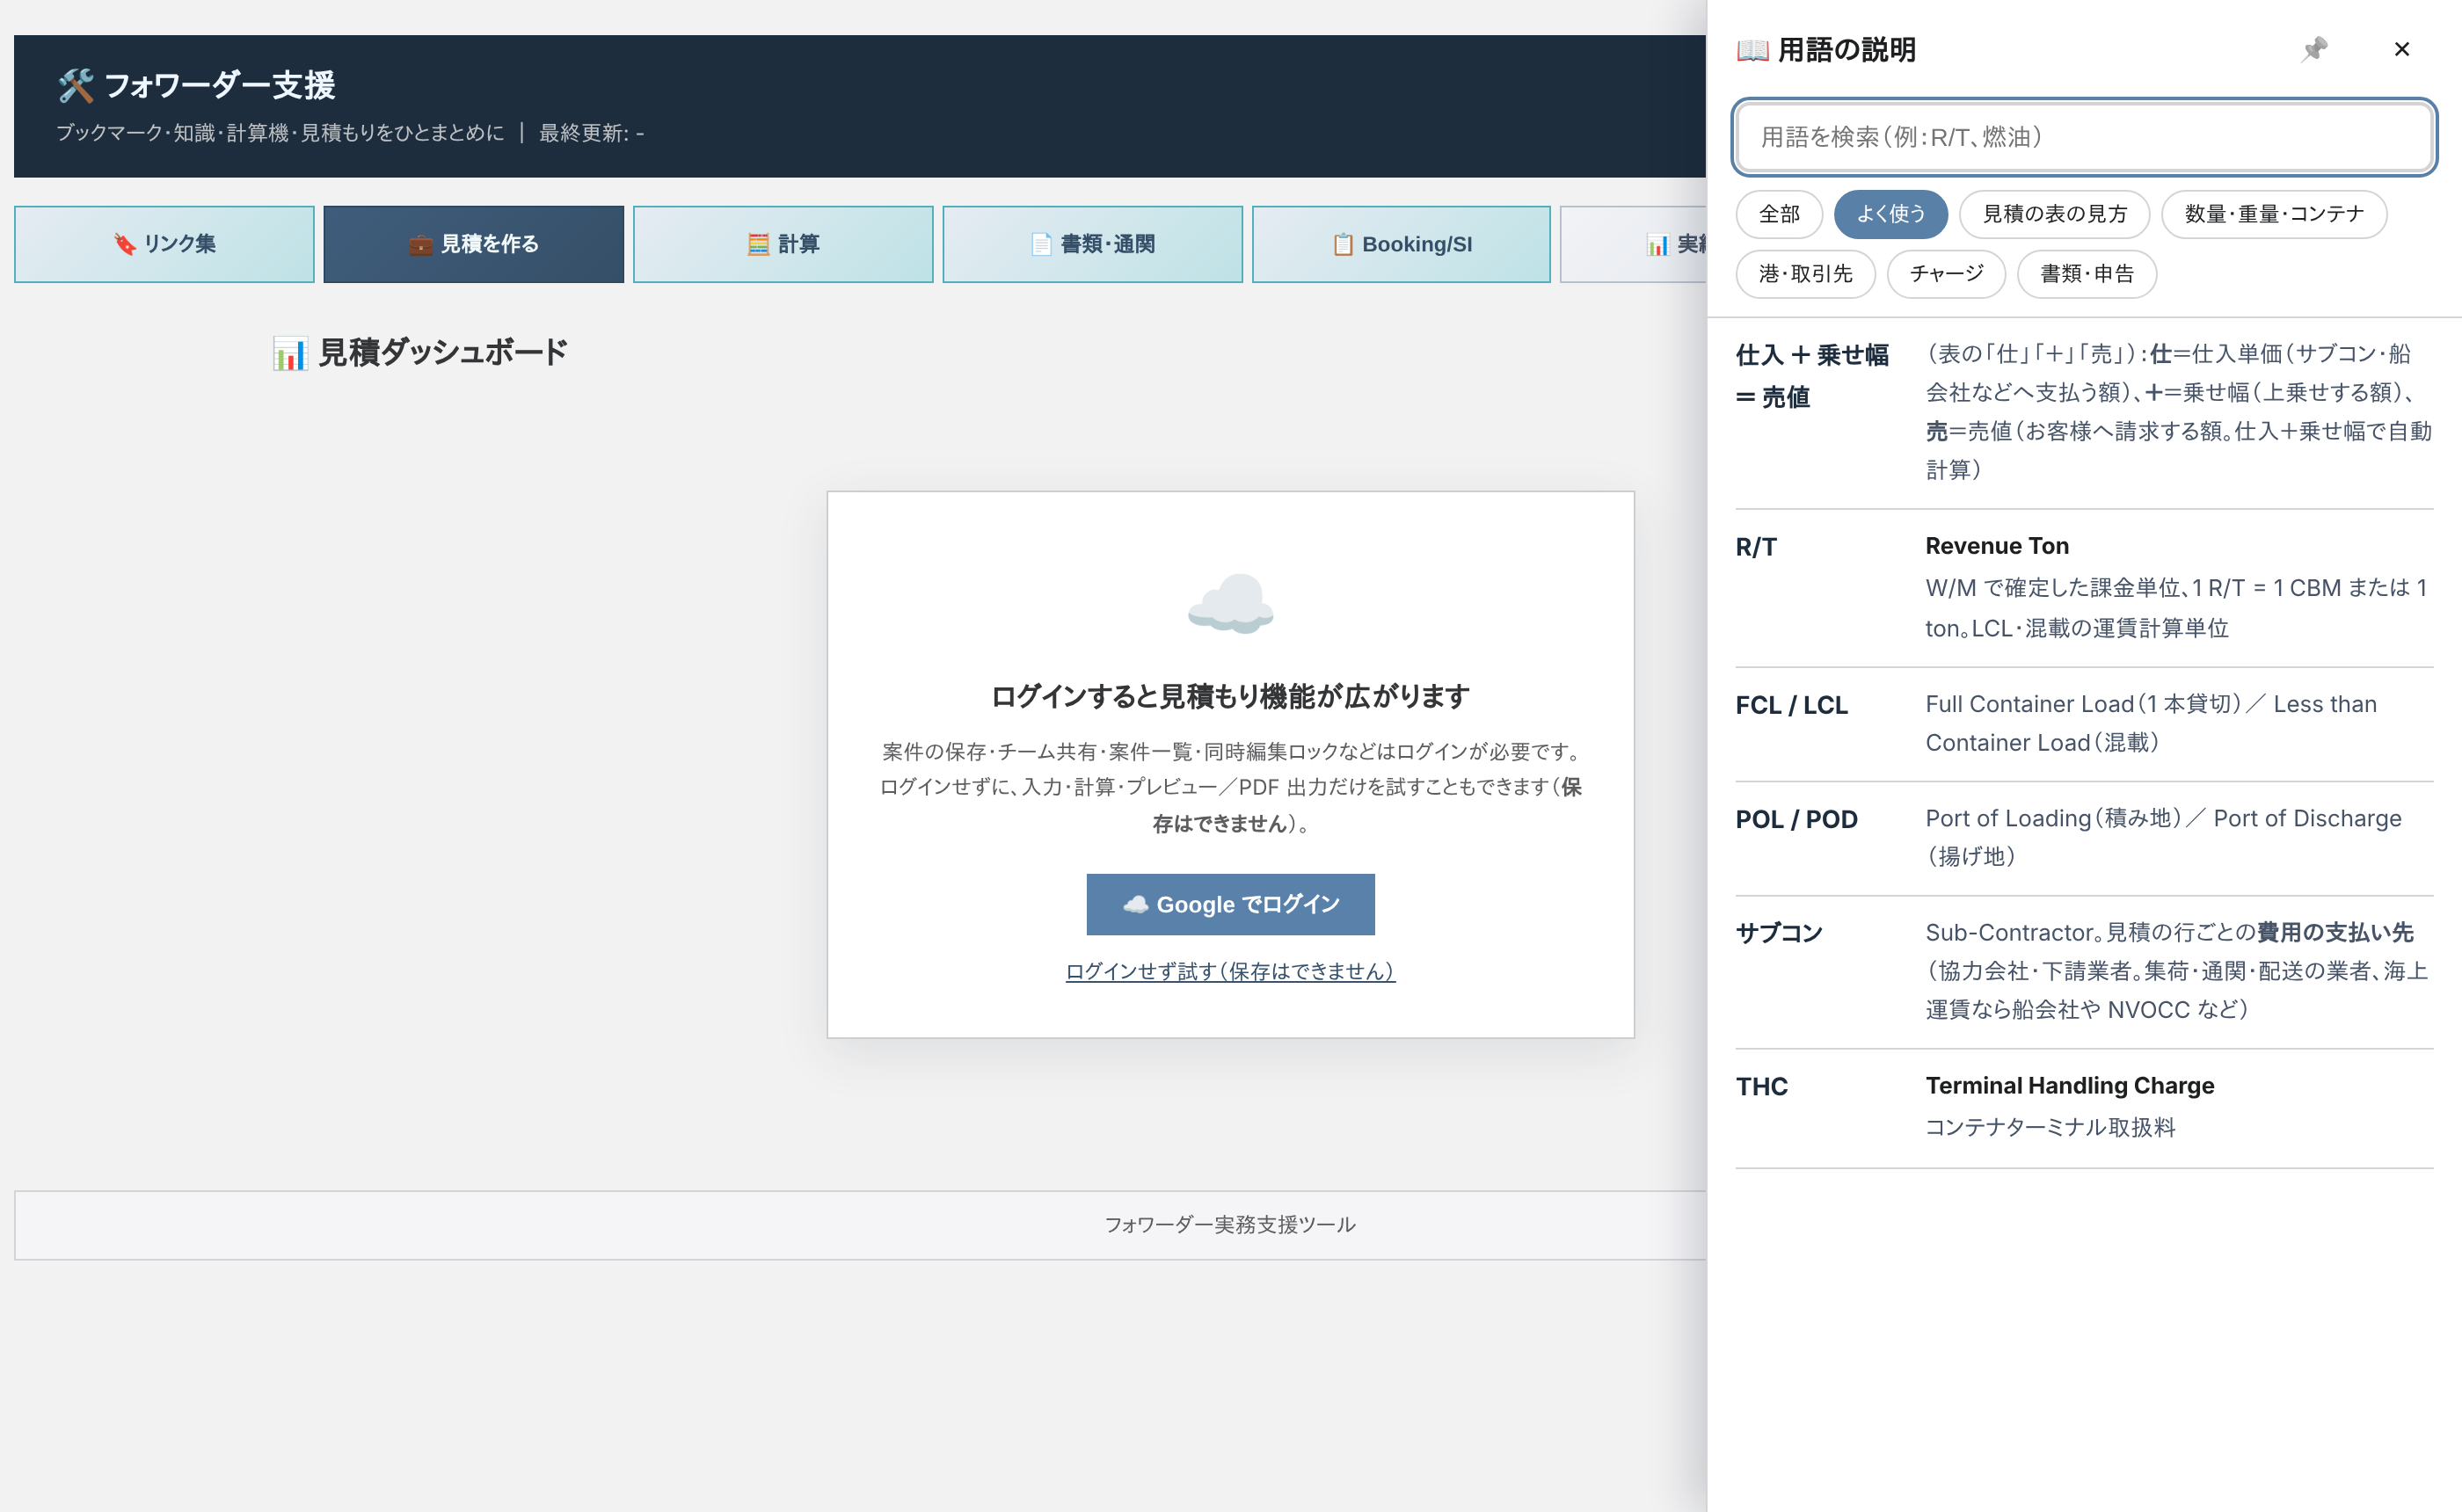 🛠️ フォワーダー支援
ブックマーク・知識・計算機・見積もりをひとまとめに ｜ 最終更新: -
🔖 リンク集
💼 見積を作る
🧮 計算
📄 書類・通関
📋 Booking/SI
📊 実
📊 見積ダッシュボード
☁️
ログインすると見積もり機能が広がります
案件の保存・チーム共有・案件一覧・同時編集ロックなどはログインが必要です。
ログインせずに、入力・計算・プレビュー／PDF 出力だけを試すこともできます（保
存はできません）。
☁️ Google でログイン
ログインせず試す（保存はできません）
フォワーダー実務支援ツール
📖 用語の説明
📌
✕
用語を検索（例：R/T、燃油）
全部
よく使う
見積の表の見方
数量・重量・コンテナ
港・取引先
チャージ
書類・申告
仕入 ＋ 乗せ幅
＝ 売値
（表の「仕」「＋」「売」）：仕＝仕入単価（サブコン・船
会社などへ支払う額）、＋＝乗せ幅（上乗せする額）、
売＝売値（お客様へ請求する額。仕入＋乗せ幅で自動
計算）
R/T
Revenue Ton
W/M で確定した課金単位、1 R/T = 1 CBM または 1
ton。LCL・混載の運賃計算単位
FCL / LCL
Full Container Load（1 本貸切）／ Less than
Container Load（混載）
POL / POD
Port of Loading（積み地）／ Port of Discharge
（揚げ地）
サブコン
Sub-Contractor。見積の行ごとの費用の支払い先
（協力会社・下請業者。集荷・通関・配送の業者、海上
運賃なら船会社や NVOCC など）
THC
Terminal Handling Charge
コンテナターミナル取扱料